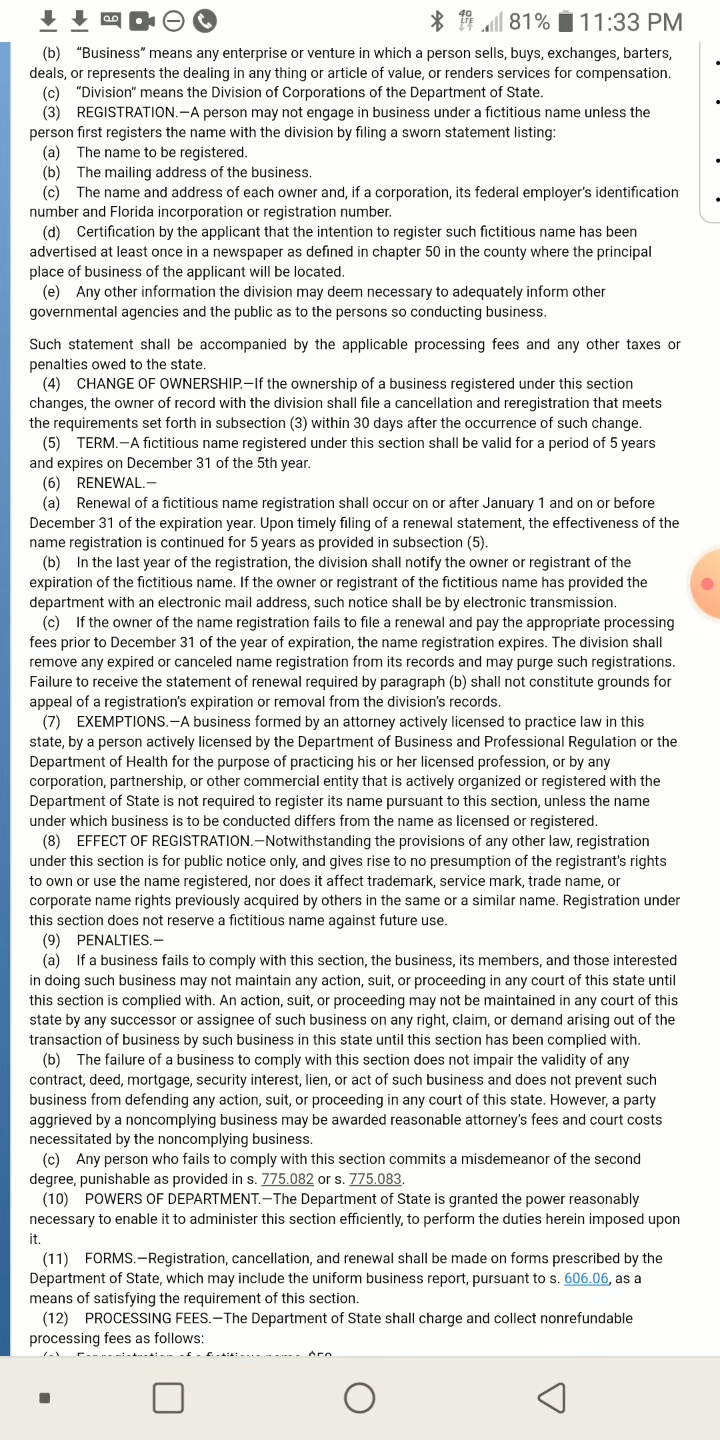 81% 11:33 PM
(b) “Business” means any enterprise or venture in which a person sells, buys, exchanges, barters,
deals, or represents the dealing in any thing or article of value, or renders services for compensation.
(c) “Division” means the Division of Corporations of the Department of State.
(3) REGISTRATION.—A person may not engage in business under a fictitious name unless the
person first registers the name with the division by filing a sworn statement listing:
(a) The name to be registered.
(b) The mailing address of the business.
(c) The name and address of each owner and, if a corporation, its federal employer’s identification
number and Florida incorporation or registration number.
(d) Certification by the applicant that the intention to register such fictitious name has been
advertised at least once in a newspaper as defined in chapter 50 in the county where the principal
place of business of the applicant will be located.
(e) Any other information the division may deem necessary to adequately inform other
governmental agencies and the public as to the persons so conducting business.
Such statement shall be accompanied by the applicable processing fees and any other taxes or
penalties owed to the state.
(4) CHANGE OF OWNERSHIP.—If the ownership of a business registered under this section
changes, the owner of record with the division shall file a cancellation and reregistration that meets
the requirements set forth in subsection (3) within 30 days after the occurrence of such change.
(5) TERM.—A fictitious name registered under this section shall be valid for a period of 5 years
and expires on December 31 of the 5th year.
(6) RENEWAL.—
(a) Renewal of a fictitious name registration shall occur on or after January 1 and on or before
December 31 of the expiration year. Upon timely filing of a renewal statement, the effectiveness of the
name registration is continued for 5 years as provided in subsection (5).
(b) In the last year of the registration, the division shall notify the owner or registrant of the
expiration of the fictitious name. If the owner or registrant of the fictitious name has provided the
department with an electronic mail address, such notice shall be by electronic transmission.
(c) If the owner of the name registration fails to file a renewal and pay the appropriate processing
fees prior to December 31 of the year of expiration, the name registration expires. The division shall
remove any expired or canceled name registration from its records and may purge such registrations.
Failure to receive the statement of renewal required by paragraph (b) shall not constitute grounds for
appeal of a registration’s expiration or removal from the division’s records.
(7) EXEMPTIONS.—A business formed by an attorney actively licensed to practice law in this
state, by a person actively licensed by the Department of Business and Professional Regulation or the
Department of Health for the purpose of practicing his or her licensed profession, or by any
corporation, partnership, or other commercial entity that is actively organized or registered with the
Department of State is not required to register its name pursuant to this section, unless the name
under which business is to be conducted differs from the name as licensed or registered.
(8) EFFECT OF REGISTRATION.—Notwithstanding the provisions of any other law, registration
under this section is for public notice only, and gives rise to no presumption of the registrant’s rights
to own or use the name registered, nor does it affect trademark, service mark, trade name, or
corporate name rights previously acquired by others in the same or a similar name. Registration under
this section does not reserve a fictitious name against future use.
(9) PENALTIES.—
(a) If a business fails to comply with this section, the business, its members, and those interested
in doing such business may not maintain any action, suit, or proceeding in any court of this state until
this section is complied with. An action, suit, or proceeding may not be maintained in any court of this
state by any successor or assignee of such business on any right, claim, or demand arising out of the
transaction of business by such business in this state until this section has been complied with.
(b) The failure of a business to comply with this section does not impair the validity of any
contract, deed, mortgage, security interest, lien, or act of such business and does not prevent such
business from defending any action, suit, or proceeding in any court of this state. However, a party
aggrieved by a noncomplying business may be awarded reasonable attorney’s fees and court costs
necessitated by the noncomplying business.
(c) Any person who fails to comply with this section commits a misdemeanor of the second
degree, punishable as provided in s. 775.082 or s. 775.083.
(10) POWERS OF DEPARTMENT.—The Department of State is granted the power reasonably
necessary to enable it to administer this section efficiently, to perform the duties herein imposed upon
it.
(11) FORMS.—Registration, cancellation, and renewal shall be made on forms prescribed by the
Department of State, which may include the uniform business report, pursuant to s. 606.06, as a
means of satisfying the requirement of this section.
(12) PROCESSING FEES.—The Department of State shall charge and collect nonrefundable
processing fees as follows:
(a) For registration of a fictitious name, $50